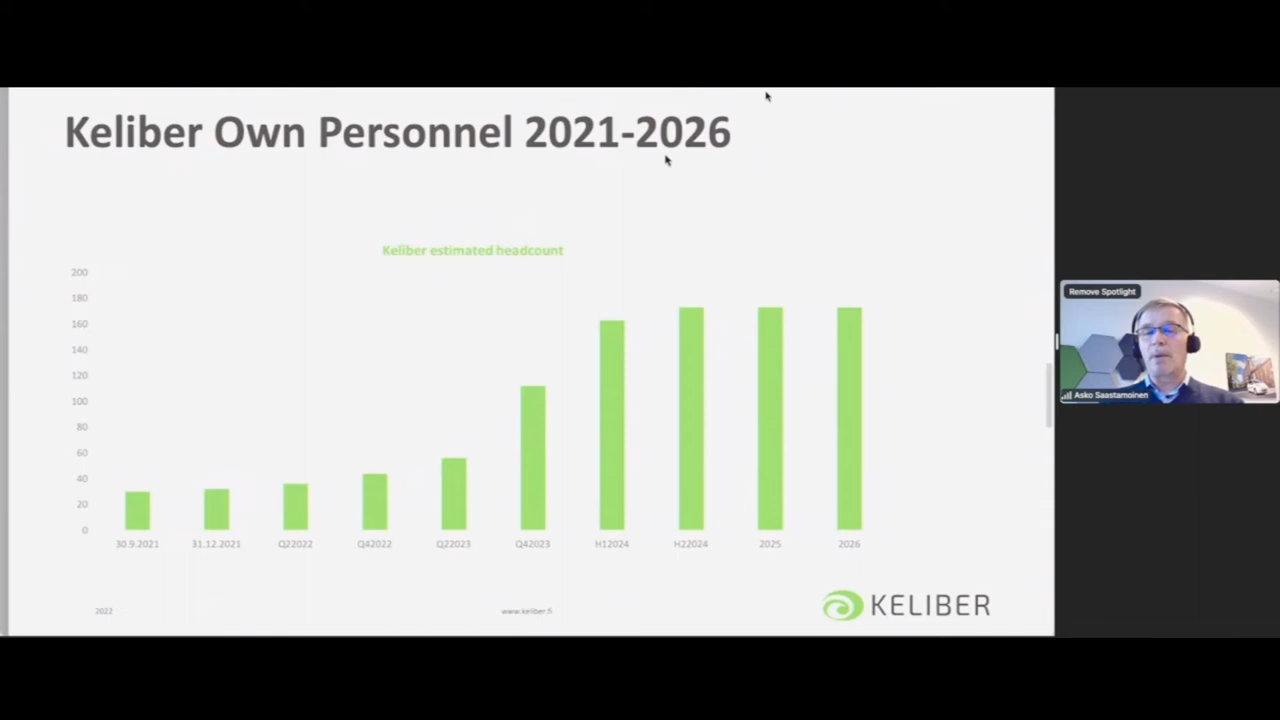 Keliber Own Personnel 2021-2026
Keliber estimated headcount
200
180
160
140
120
100
80
60
40
20
0
30.9.2021 31.12.2021 Q22022 Q42022 Q22023 Q42023 H12024 H22024 2025 2026
2022 www.keliber.fi KELIBER
Remove Spotlight
Asko Saastamoinen